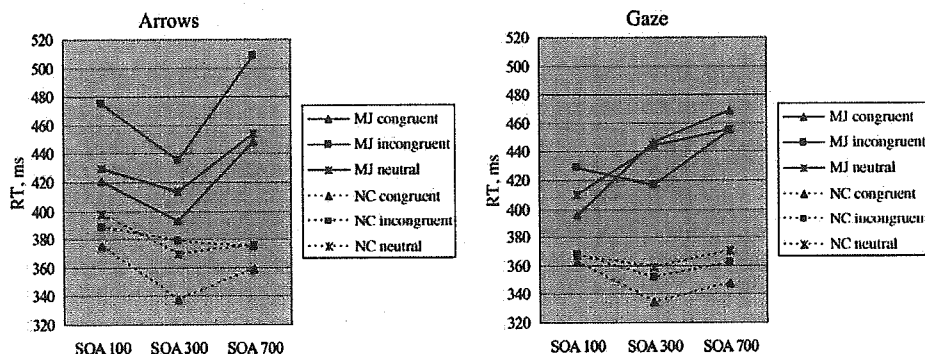 Arrows
520
500
480
460
440
420
400
380
360
340
320
RT, ms
SOA 100 SOA 300 SOA 700
MJ congruent
MJ incongruent
MJ neutral
NC congruent
NC incongruent
NC neutral
Gaze
520
500
480
460
440
420
400
380
360
340
320
RT, ms
SOA 100 SOA 300 SOA 700
MJ congruent
MJ incongruent
MJ neutral
NC congruent
NC incongruent
NC neutral